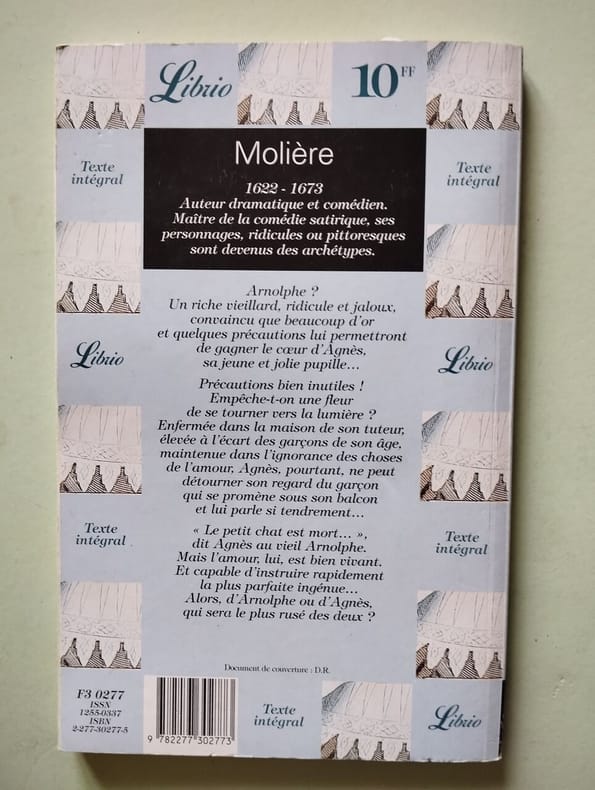 Librio
10 FF
Molière
Texte
intégral
1622 - 1673
Auteur dramatique et comédien.
Maître de la comédie satirique, ses
personnages, ridicules ou pittoresques
sont devenus des archétypes.
Texte
intégral
Arnolphe ?
Un riche vieillard, ridicule et jaloux,
convaincu que beaucoup d'or
et quelques précautions lui permettront
de gagner le cœur d'Agnès,
sa jeune et jolie pupille...
Librio
Librio
Précautions bien inutiles !
Empêche-t-on une fleur
de se tourner vers la lumière ?
Enfermée dans la maison de son tuteur,
élevée à l'écart des garçons de son âge,
maintenue dans l'ignorance des choses
de l'amour, Agnès, pourtant, ne peut
détourner son regard du garçon
qui se promène sous son balcon
et lui parle si tendrement...
Texte
intégral
Texte
intégral
« Le petit chat est mort... »,
dit Agnès au vieil Arnolphe.
Mais l'amour, lui, est bien vivant.
Et capable d'instruire rapidement
la plus parfaite ingénue...
Alors, d'Arnolphe ou d'Agnès,
qui sera le plus rusé des deux ?
Document de couverture : D.R.
F3 0277
ISSN
1255-0337
ISBN
2-277-30277-5
9 782277 302773
Texte
intégral
Librio